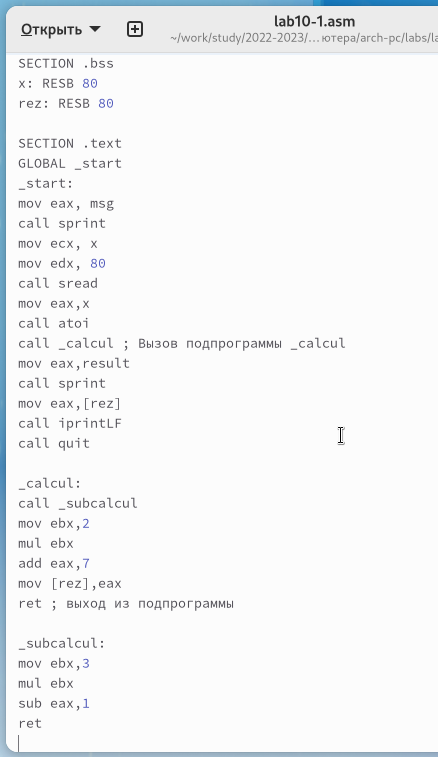 lab10-1.asm
Открыть
~/work/study/2022-2023/… ютера/arch-pc/labs/la
SECTION .bss
x: RESB 80
rez: RESB 80
SECTION .text
GLOBAL _start
_start:
mov eax, msg
call sprint
mov ecx, x
mov edx, 80
call sread
mov eax,x
call atoi
call _calcul ; Вызов подпрограммы _calcul
mov eax,result
call sprint
mov eax,[rez]
call iprintLF
call quit
_calcul:
call _subcalcul
mov ebx,2
mul ebx
add eax,7
mov [rez],eax
ret ; выход из подпрограммы
_subcalcul:
mov ebx,3
mul ebx
sub eax,1
ret